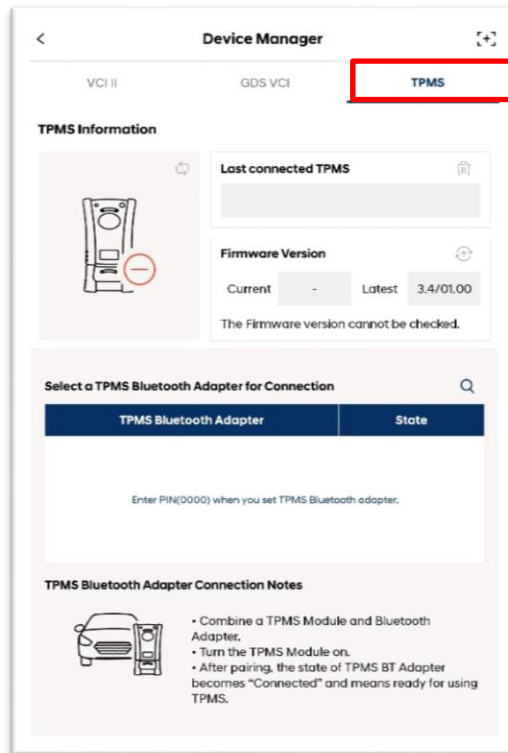 Device Manager
VCI II
GDS VCI
TPMS
TPMS Information
Last connected TPMS
Firmware Version
Current - Latest 3.4/01.00
The Firmware version cannot be checked.
Select a TPMS Bluetooth Adapter for Connection
TPMS Bluetooth Adapter
State
Enter PIN(0000) when you set TPMS Bluetooth adapter.
TPMS Bluetooth Adapter Connection Notes
• Combine a TPMS Module and Bluetooth
Adapter.
• Turn the TPMS Module on.
• After pairing, the state of TPMS BT Adapter
becomes "Connected" and means ready for using
TPMS.